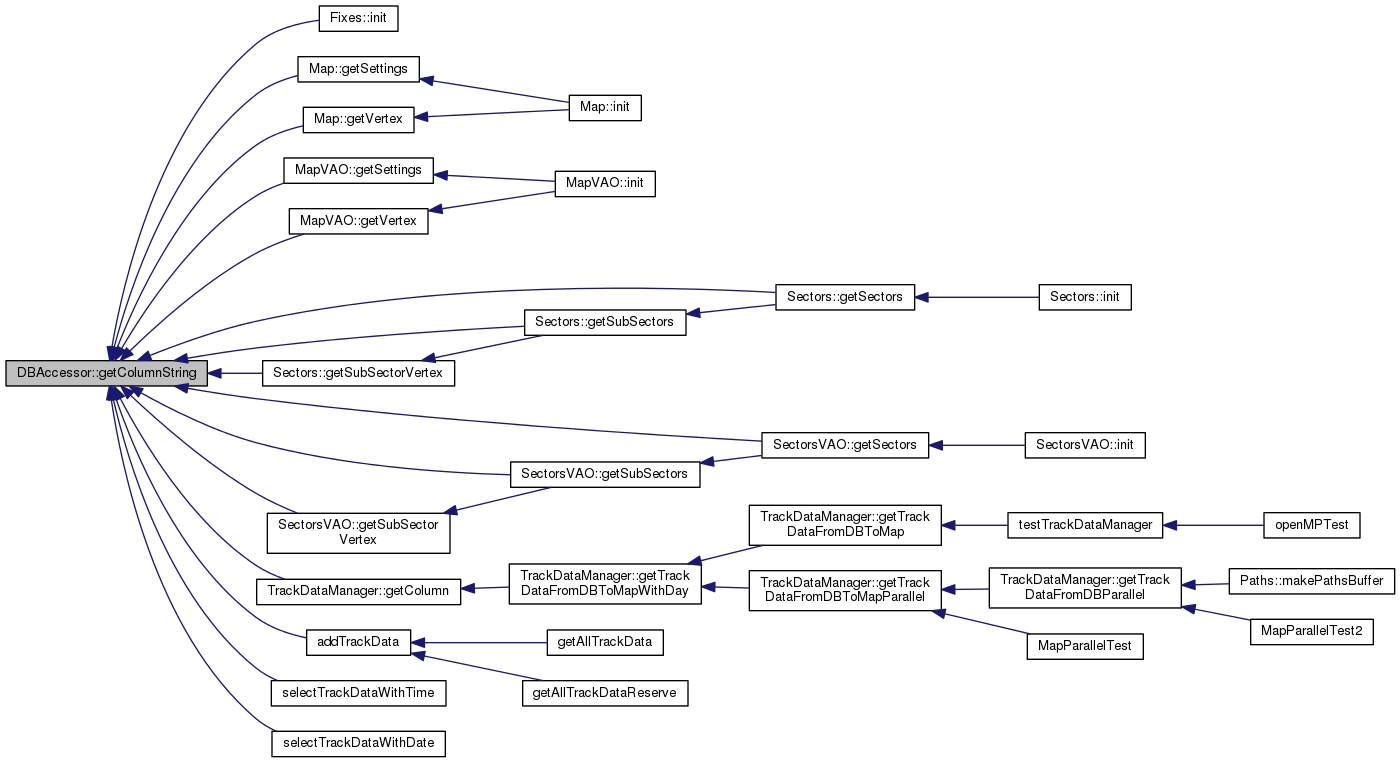 Fixes::init
Map::getSettings
Map::init
Map::getVertex
MapVAO::getSettings
MapVAO::init
MapVAO::getVertex
Sectors::getSectors
Sectors::init
Sectors::getSubSectors
DBAccessor::getColumnString
Sectors::getSubSectorVertex
SectorsVAO::getSectors
SectorsVAO::init
SectorsVAO::getSubSectors
SectorsVAO::getSubSector
Vertex
TrackDataManager::getTrack
DataFromDBToMap
testTrackDataManager
openMPTest
TrackDataManager::getColumn
TrackDataManager::getTrack
DataFromDBToMapWithDay
TrackDataManager::getTrack
DataFromDBToMapParallel
TrackDataManager::getTrack
DataFromDBParallel
Paths::makePathsBuffer
MapParallelTest2
MapParallelTest
addTrackData
getAllTrackData
getAllTrackDataReserve
selectTrackDataWithTime
selectTrackDataWithDate